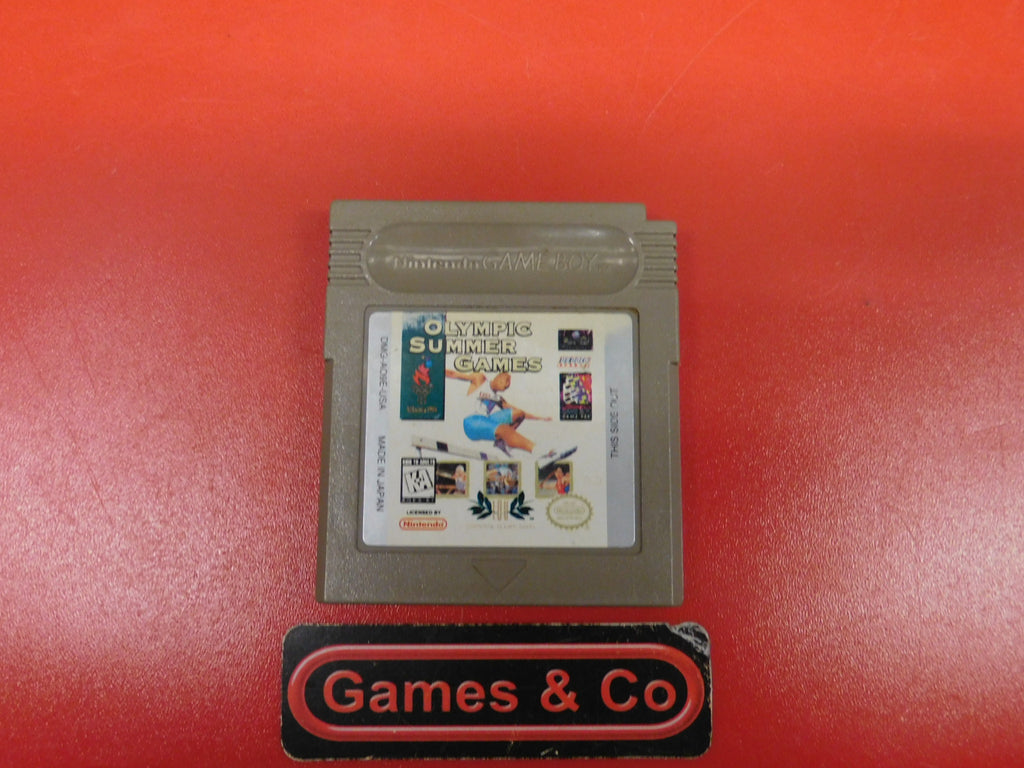 Nintendo GAME BOY
OLYMPIC
SUMMER
GAMES
DMG-AO9E-USA
MADE IN JAPAN
THIS SIDE OUT
KA
LICENSED BY
Nintendo
Games & Co